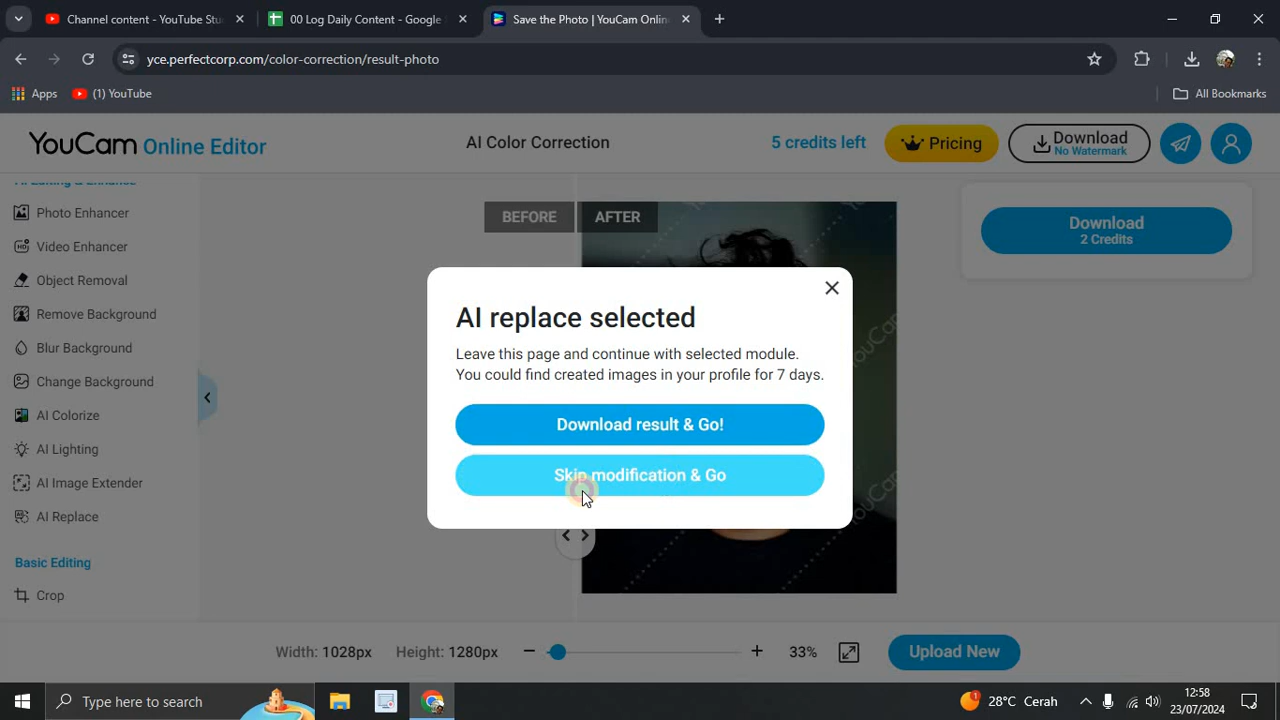 Channel content - YouTube Stu
00 Log Daily Content - Google
Save the Photo | YouCam Onlin
yce.perfectcorp.com/color-correction/result-photo
Apps
(1) YouTube
All Bookmarks
YouCam Online Editor
AI Color Correction
5 credits left
Pricing
Download
No Watermark
AI Editing & Enhance
Photo Enhancer
Video Enhancer
Object Removal
Remove Background
Blur Background
Change Background
AI Colorize
AI Lighting
AI Image Extender
AI Replace
Basic Editing
Crop
BEFORE
AFTER
YouCam
YouCam
Download
2 Credits
AI replace selected
Leave this page and continue with selected module.
You could find created images in your profile for 7 days.
Download result & Go!
Skip modification & Go
Width: 1028px
Height: 1280px
33%
Upload New
Type here to search
1
28°C Cerah
12:58
23/07/2024